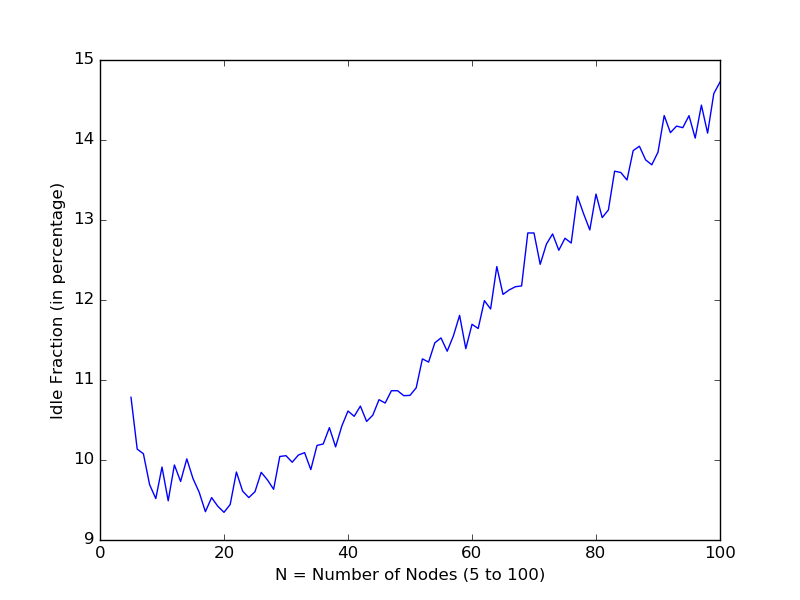 15
14
13
12
11
10
9
Idle Fraction (in percentage)
0 20 40 60 80 100
N = Number of Nodes (5 to 100)